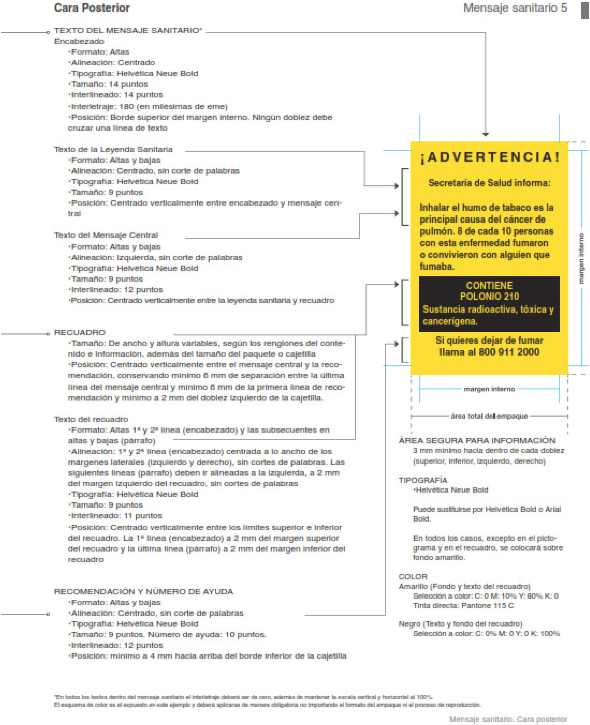 Cara Posterior
Mensaje sanitario 5
TEXTO DEL MENSAJE SANITARIO*
Encabezado
•Formato: Altas
•Alineación: Centrado
•Tipografía: Helvética Neue Bold
•Tamaño: 14 puntos
•Interlineado: 14 puntos
•Interletraje: 180 (en milésimas de eme)
•Posición: Borde superior del margen interno. Ningún doblez debe
cruzar una línea de texto
Texto de la Leyenda Sanitaria
•Formato: Altas y bajas
•Alineación: Centrado, sin corte de palabras
•Tipografía: Helvética Neue Bold
•Tamaño: 9 puntos
•Posición: Centrado verticalmente entre encabezado y mensaje cen-
tral
Texto del Mensaje Central
•Formato: Altas y bajas
•Alineación: Izquierda, sin corte de palabras
•Tipografía: Helvética Neue Bold
•Tamaño: 9 puntos
•Interlineado: 12 puntos
•Posición: Centrado verticalmente entre la leyenda sanitaria y recuadro
RECUADRO
•Tamaño: De ancho y altura variables, según los renglones del conte-
nido e información, además del tamaño del paquete o cajetilla
•Posición: Centrado verticalmente entre el mensaje central y la reco-
mendación, conservando mínimo 6 mm de separación entre la última
línea del mensaje central y mínimo 6 mm de la primera línea de reco-
mendación y mínimo a 2 mm del doblez izquierdo de la cajetilla.
Texto del recuadro
•Formato: Altas 1ª y 2ª línea (encabezado) y las subsecuentes en
altas y bajas (párrafo)
•Alineación: 1ª y 2ª línea (encabezado) centrada a lo ancho de los
márgenes laterales (izquierdo y derecho), sin cortes de palabras. Las
siguientes líneas (párrafo) deben ir alineadas a la izquierda, a 2 mm
del margen izquierdo del recuadro, sin cortes de palabras
•Tipografía: Helvética Neue Bold
•Tamaño: 9 puntos
•Interlineado: 11 puntos
•Posición: Centrado verticalmente entre los límites superior e inferior
del recuadro. La 1ª línea (encabezado) a 2 mm del margen superior
del recuadro y la última línea (párrafo) a 2 mm del margen inferior del
recuadro
RECOMENDACIÓN Y NÚMERO DE AYUDA
•Formato: Altas y bajas
•Alineación: Centrado, sin corte de palabras
•Tipografía: Helvética Neue Bold
•Tamaño: 9 puntos. Número de ayuda: 10 puntos.
•Interlineado: 12 puntos
•Posición: mínimo a 4 mm hacia arriba del borde inferior de la cajetilla
¡ADVERTENCIA!
Secretaría de Salud informa:
Inhalar el humo de tabaco es la
principal causa del cáncer de
pulmón. 8 de cada 10 personas
con esta enfermedad fumaron
o convivieron con alguien que
fumaba.
CONTIENE
POLONIO 210
Sustancia radioactiva, tóxica y
cancerígena.
Si quieres dejar de fumar
llama al 800 911 2000
margen interno
margen interno
área total del empaque
ÁREA SEGURA PARA INFORMACIÓN
3 mm mínimo hacia dentro de cada doblez
(superior, inferior, izquierdo, derecho)
TIPOGRAFÍA
•Helvética Neue Bold
Puede sustituirse por Helvética Bold o Arial
Bold.
En todos los casos, excepto en el picto-
grama y en el recuadro, se colocará sobre
fondo amarillo.
COLOR
Amarillo (Fondo y texto del recuadro)
Selección a color: C: 0 M: 10% Y: 80% K: 0
Tinta directa: Pantone 115 C
Negro (Texto y fondo del recuadro)
Selección a color: C: 0% M: 0 Y: 0 K: 100%
*En todos los textos dentro del mensaje sanitario el interletraje deberá ser de cero, además de mantener la escala vertical y horizontal al 100%.
El esquema de color es el expuesto en este ejemplo y deberá aplicarse de manera obligatoria no importando el formato del empaque ni el proceso de reproducción.
Mensaje sanitario. Cara posterior